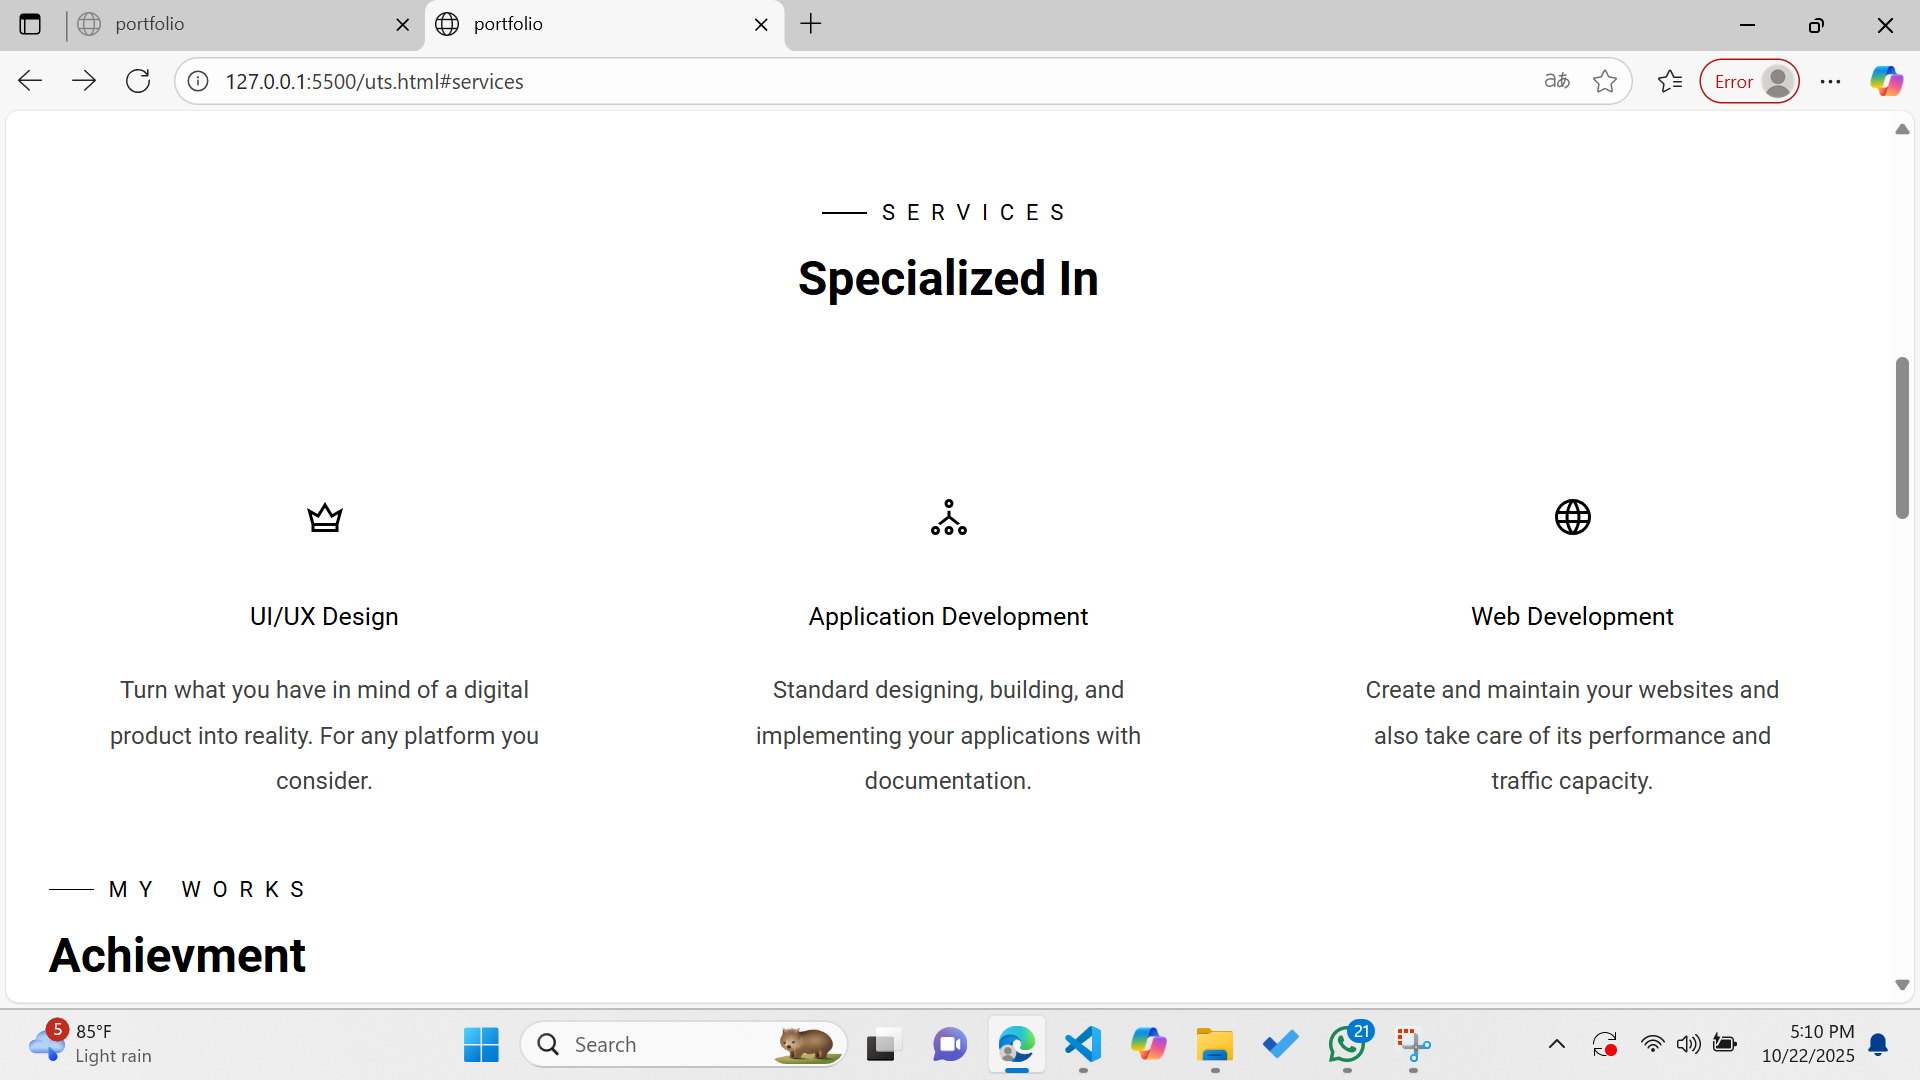 portfolio
portfolio
127.0.0.1:5500/uts.html#services
aあ
Error
SERVICES
Specialized In
UI/UX Design
Application Development
Web Development
Turn what you have in mind of a digital
product into reality. For any platform you
consider.
Standard designing, building, and
implementing your applications with
documentation.
Create and maintain your websites and
also take care of its performance and
traffic capacity.
MY WORKS
Achievment
5
85°F
Light rain
Search
21
5:10 PM
10/22/2025